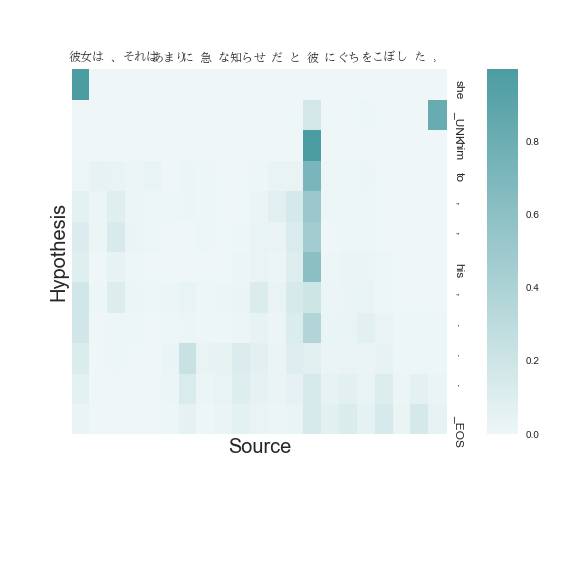 彼女は 、 それは あまりに 急 な 知らせ だ と 彼 に ぐち を こぼし た 。
she
_UNK
him
to
,
,
his
,
.
.
.
_EOS
Hypothesis
Source
0.8
0.6
0.4
0.2
0.0